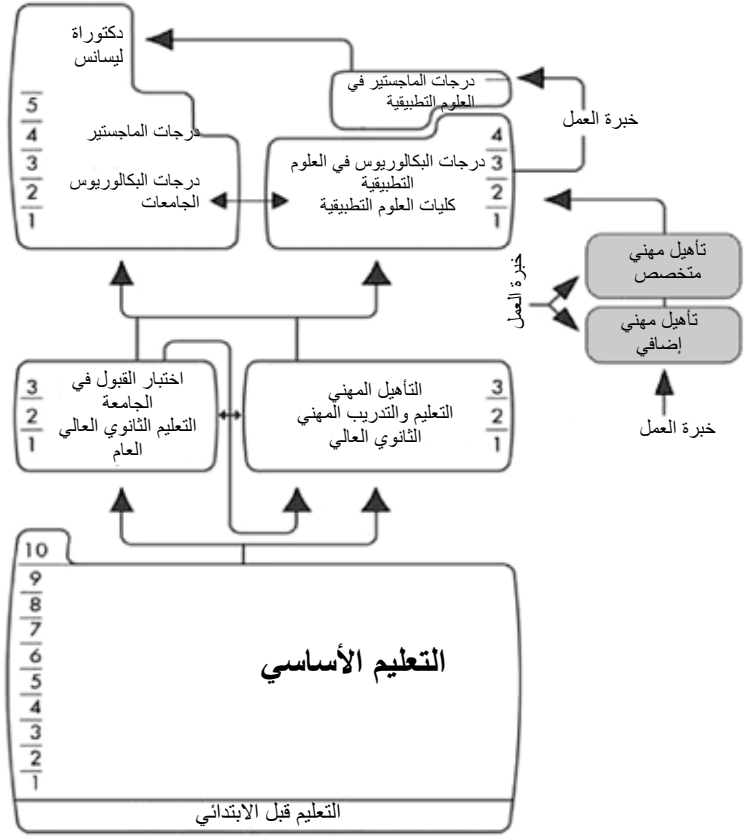 دكتوراة
ليسانس
5
4
3
2
1
درجات الماجستير
درجات البكالوريوس
الجامعات
درجات الماجستير في
العلوم التطبيقية
خبرة العمل
4
3
2
1
درجات البكالوريوس في العلوم
التطبيقية
كليات العلوم التطبيقية
تأهيل مهني
متخصص
خبرة العمل
تأهيل مهني
إضافي
خبرة العمل
3
2
1
اختبار القبول في
الجامعة
التعليم الثانوي العالي
العام
3
2
1
التأهيل المهني
التعليم والتدريب المهني
الثانوي العالي
10
9
8
7
6
5
4
3
2
1
التعليم الأساسي
التعليم قبل الابتدائي